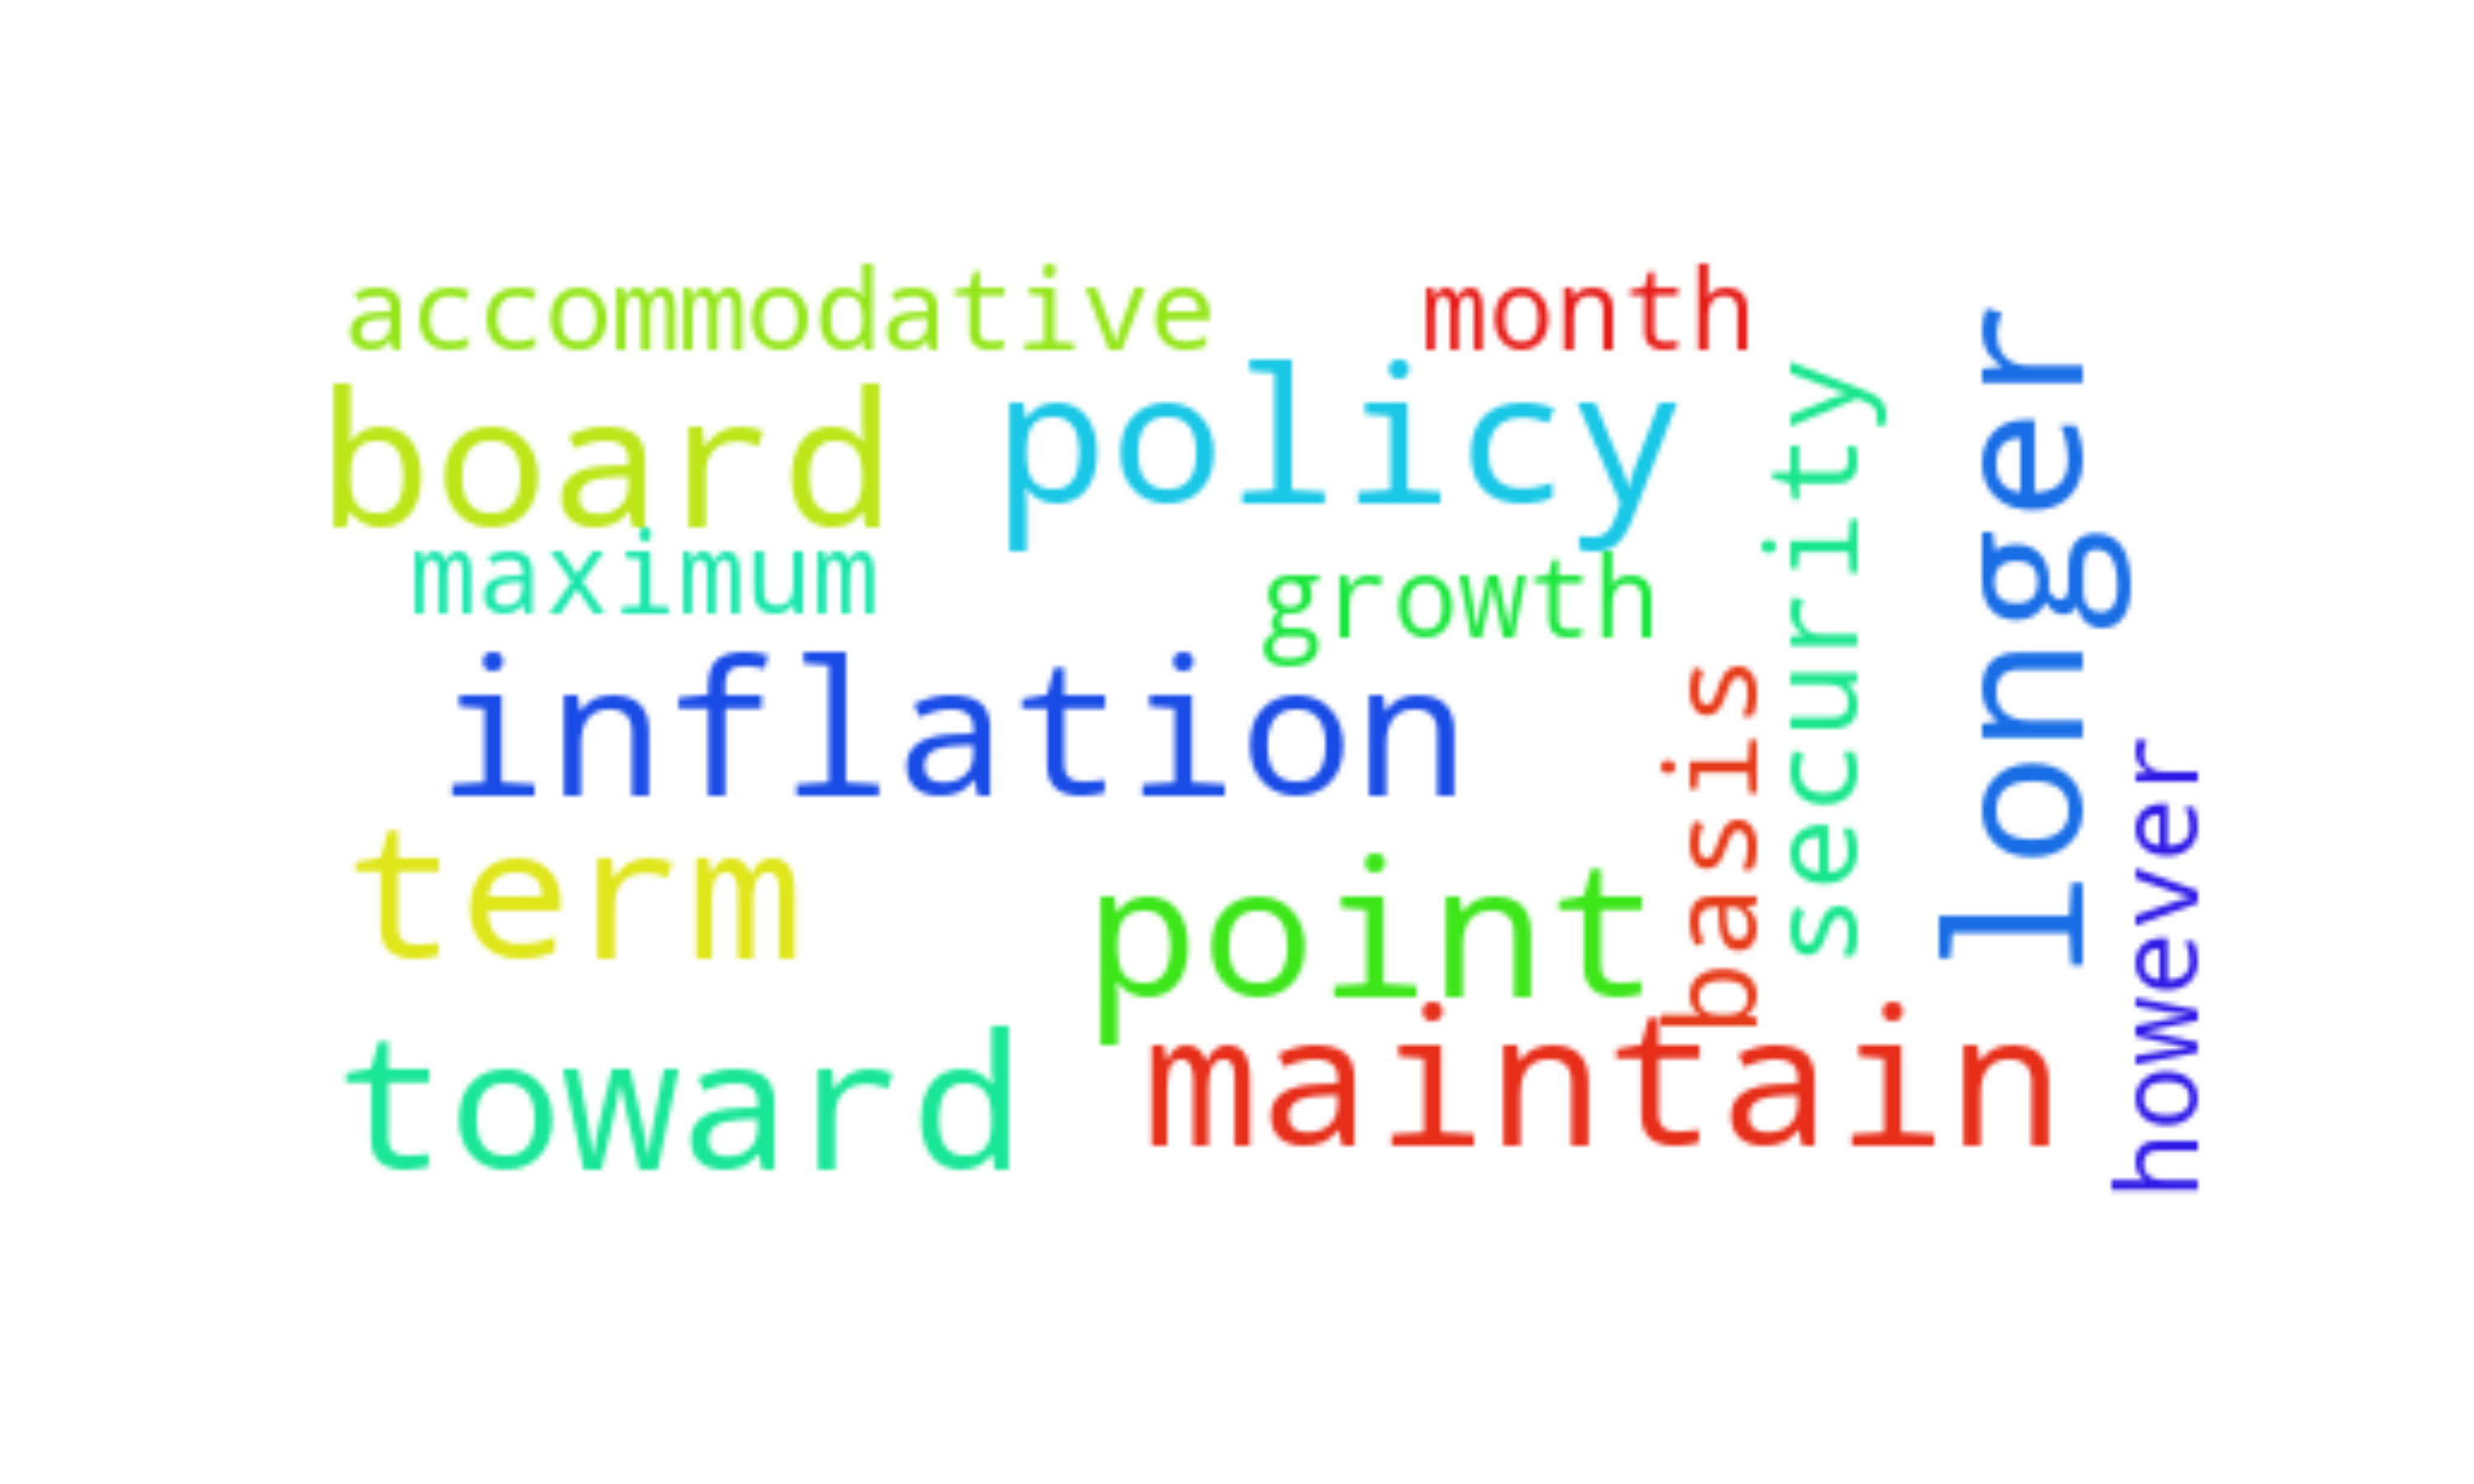 accommodative
month
board
policy
maximum
growth
security
longer
inflation
basis
term
point
however
toward
maintain